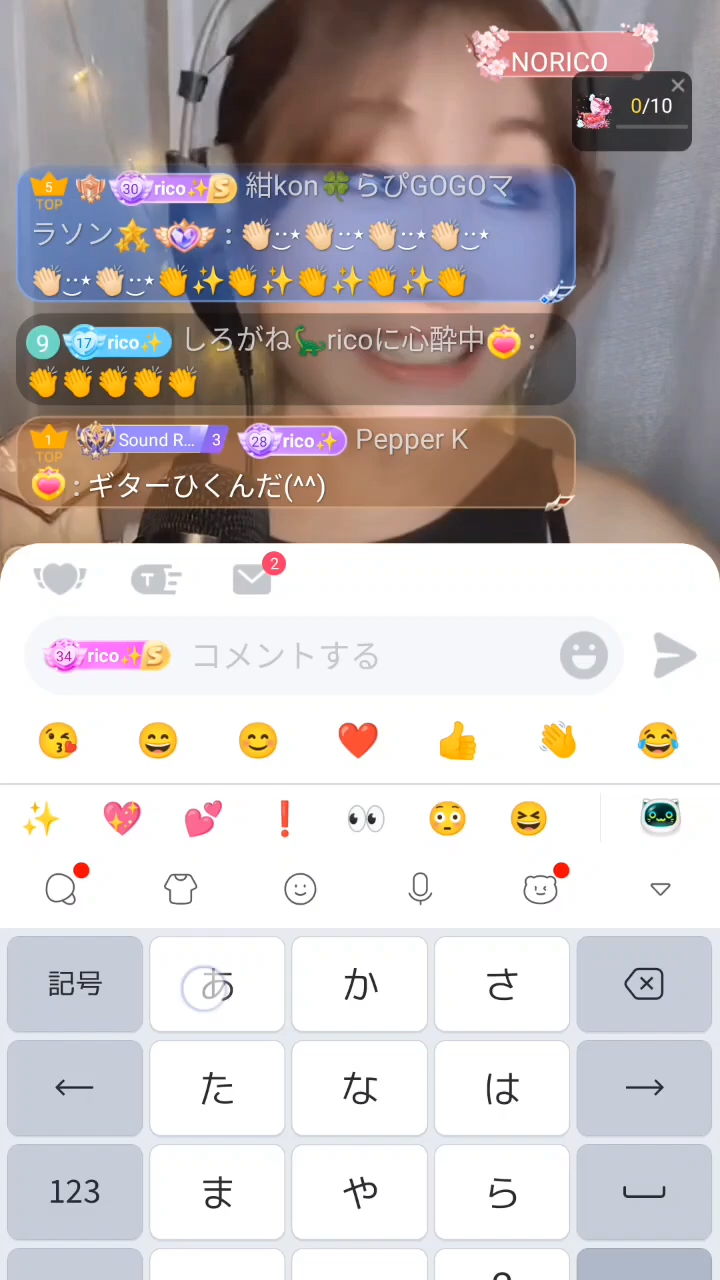 NORICO
0/10
5 TOP 30 rico✨ S 紺kon🍀らぴGOGOマ
ラソン : 👏🏻 ¨̮⋆👏🏻 ¨̮⋆👏🏻 ¨̮⋆👏🏻 ¨̮⋆
👏🏻 ¨̮⋆👏🏻 ¨̮⋆👏✨👏✨👏✨👏✨👏
9 17 rico✨ しろがね🦕ricoに心酔中 :
👏👏👏👏👏
1 TOP Sound R... 3 28 rico✨ Pepper K
: ギターひくんだ(^^)
T
2
34 rico✨ S コメントする
記号 あ か さ
← た な は →
123 ま や ら